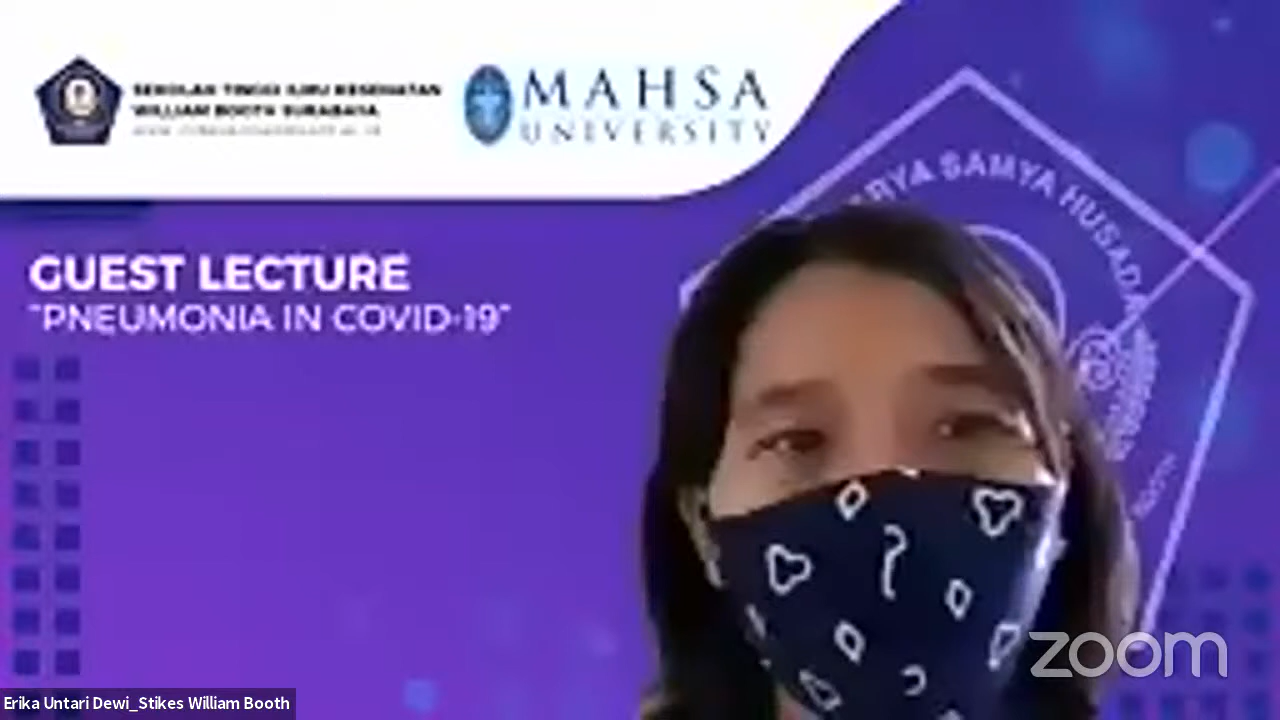 SEKOLAH TINGGI ILMU KESEHATAN
WILLIAM BOOTH SURABAYA
MAHSA
UNIVERSITY
ARYA SAMYA HUSADA
GUEST LECTURE
"PNEUMONIA IN COVID-19"
zoom
Erika Untari Dewi_Stikes William Booth